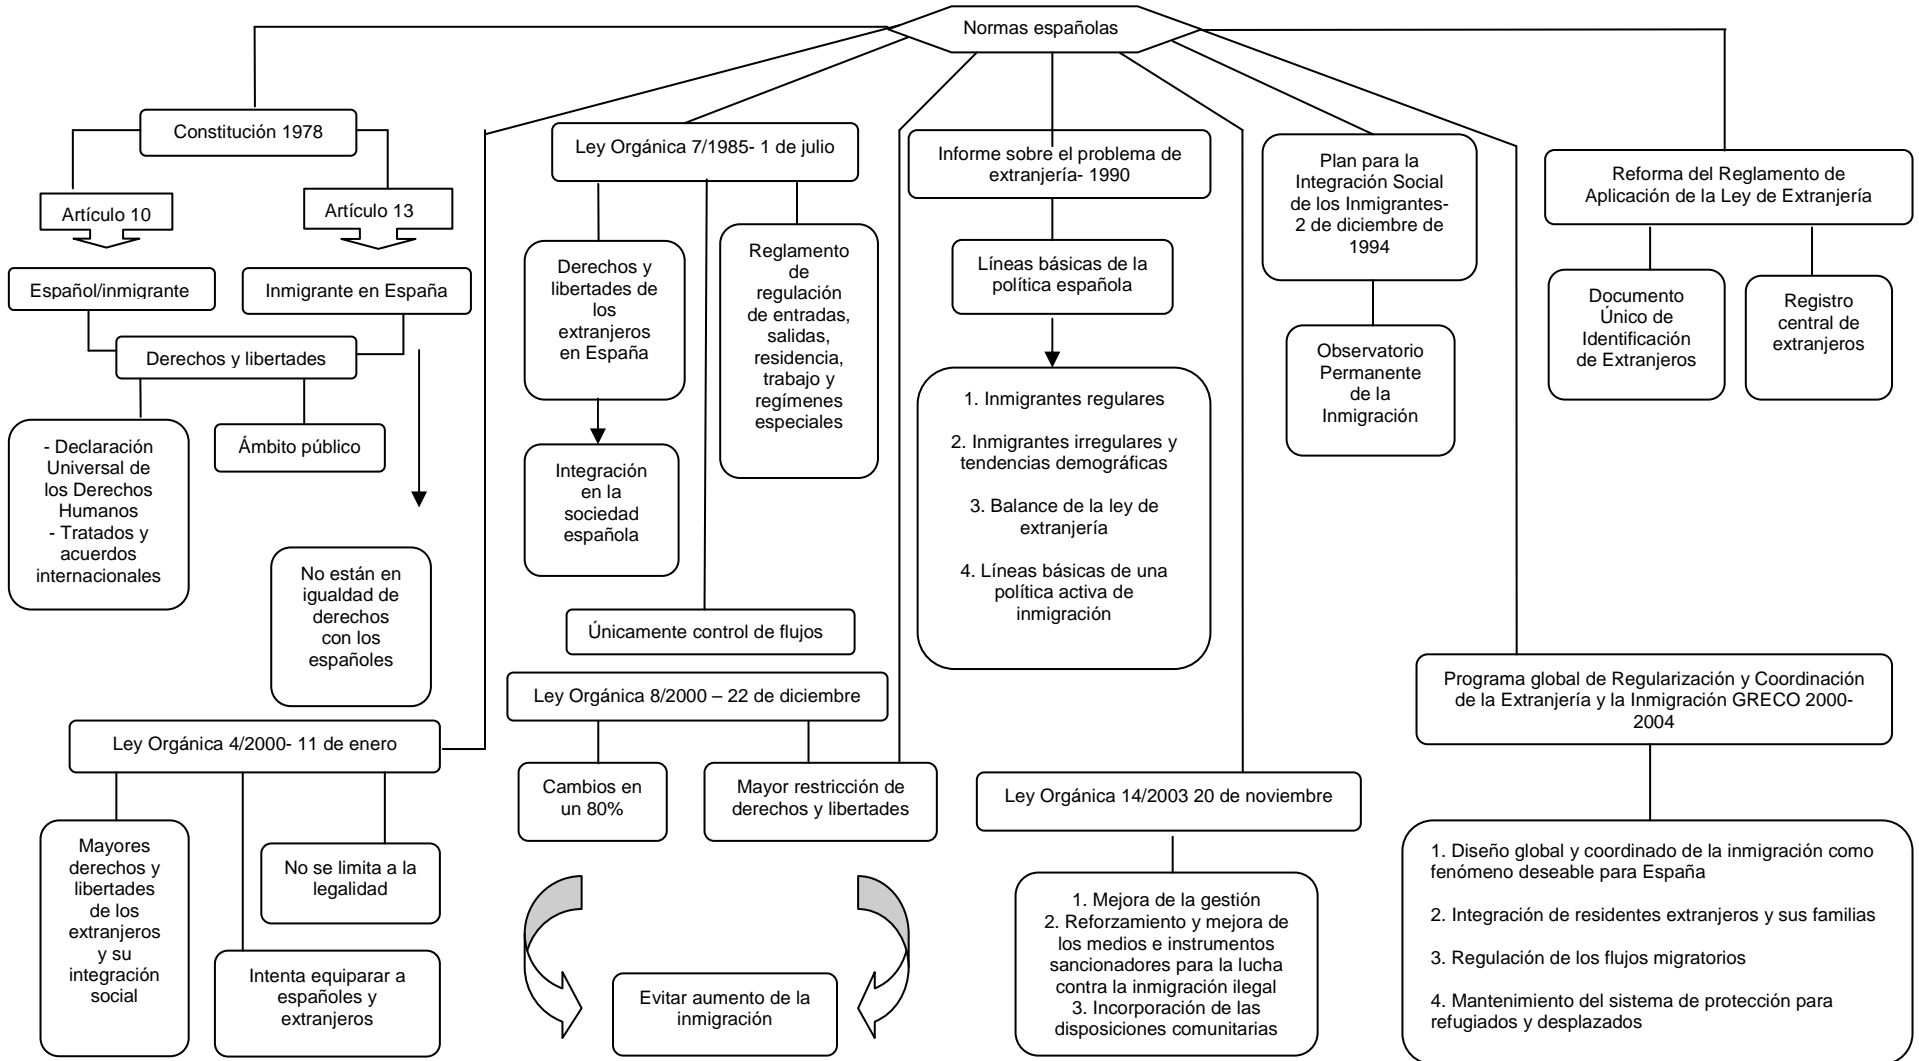 Normas españolas
Constitución 1978
Artículo 10
Artículo 13
Español/inmigrante
Inmigrante en España
Derechos y libertades
- Declaración
Universal de
los Derechos
Humanos
- Tratados y
acuerdos
internacionales
Ámbito público
No están en
igualdad de
derechos
con los
españoles
Ley Orgánica 4/2000- 11 de enero
Mayores
derechos y
libertades
de los
extranjeros
y su
integración
social
Intenta equiparar a
españoles y
extranjeros
No se limita a la
legalidad
Ley Orgánica 7/1985- 1 de julio
Derechos y
libertades de
los
extranjeros
en España
Integración
en la
sociedad
española
Reglamento
de
regulación
de entradas,
salidas,
residencia,
trabajo y
regímenes
especiales
Únicamente control de flujos
Ley Orgánica 8/2000 – 22 de diciembre
Cambios en
un 80%
Mayor restricción de
derechos y libertades
Evitar aumento de la
inmigración
Informe sobre el problema de
extranjería- 1990
Líneas básicas de la
política española
1. Inmigrantes regulares
2. Inmigrantes irregulares y
tendencias demográficas
3. Balance de la ley de
extranjería
4. Líneas básicas de una
política activa de
inmigración
Ley Orgánica 14/2003 20 de noviembre
1. Mejora de la gestión
2. Reforzamiento y mejora de
los medios e instrumentos
sancionadores para la lucha
contra la inmigración ilegal
3. Incorporación de las
disposiciones comunitarias
Plan para la
Integración Social
de los Inmigrantes-
2 de diciembre de
1994
Observatorio
Permanente
de la
Inmigración
Reforma del Reglamento de
Aplicación de la Ley de Extranjería
Documento
Único de
Identificación
de Extranjeros
Registro
central de
extranjeros
Programa global de Regularización y Coordinación
de la Extranjería y la Inmigración GRECO 2000-
2004
1. Diseño global y coordinado de la inmigración como
fenómeno deseable para España
2. Integración de residentes extranjeros y sus familias
3. Regulación de los flujos migratorios
4. Mantenimiento del sistema de protección para
refugiados y desplazados